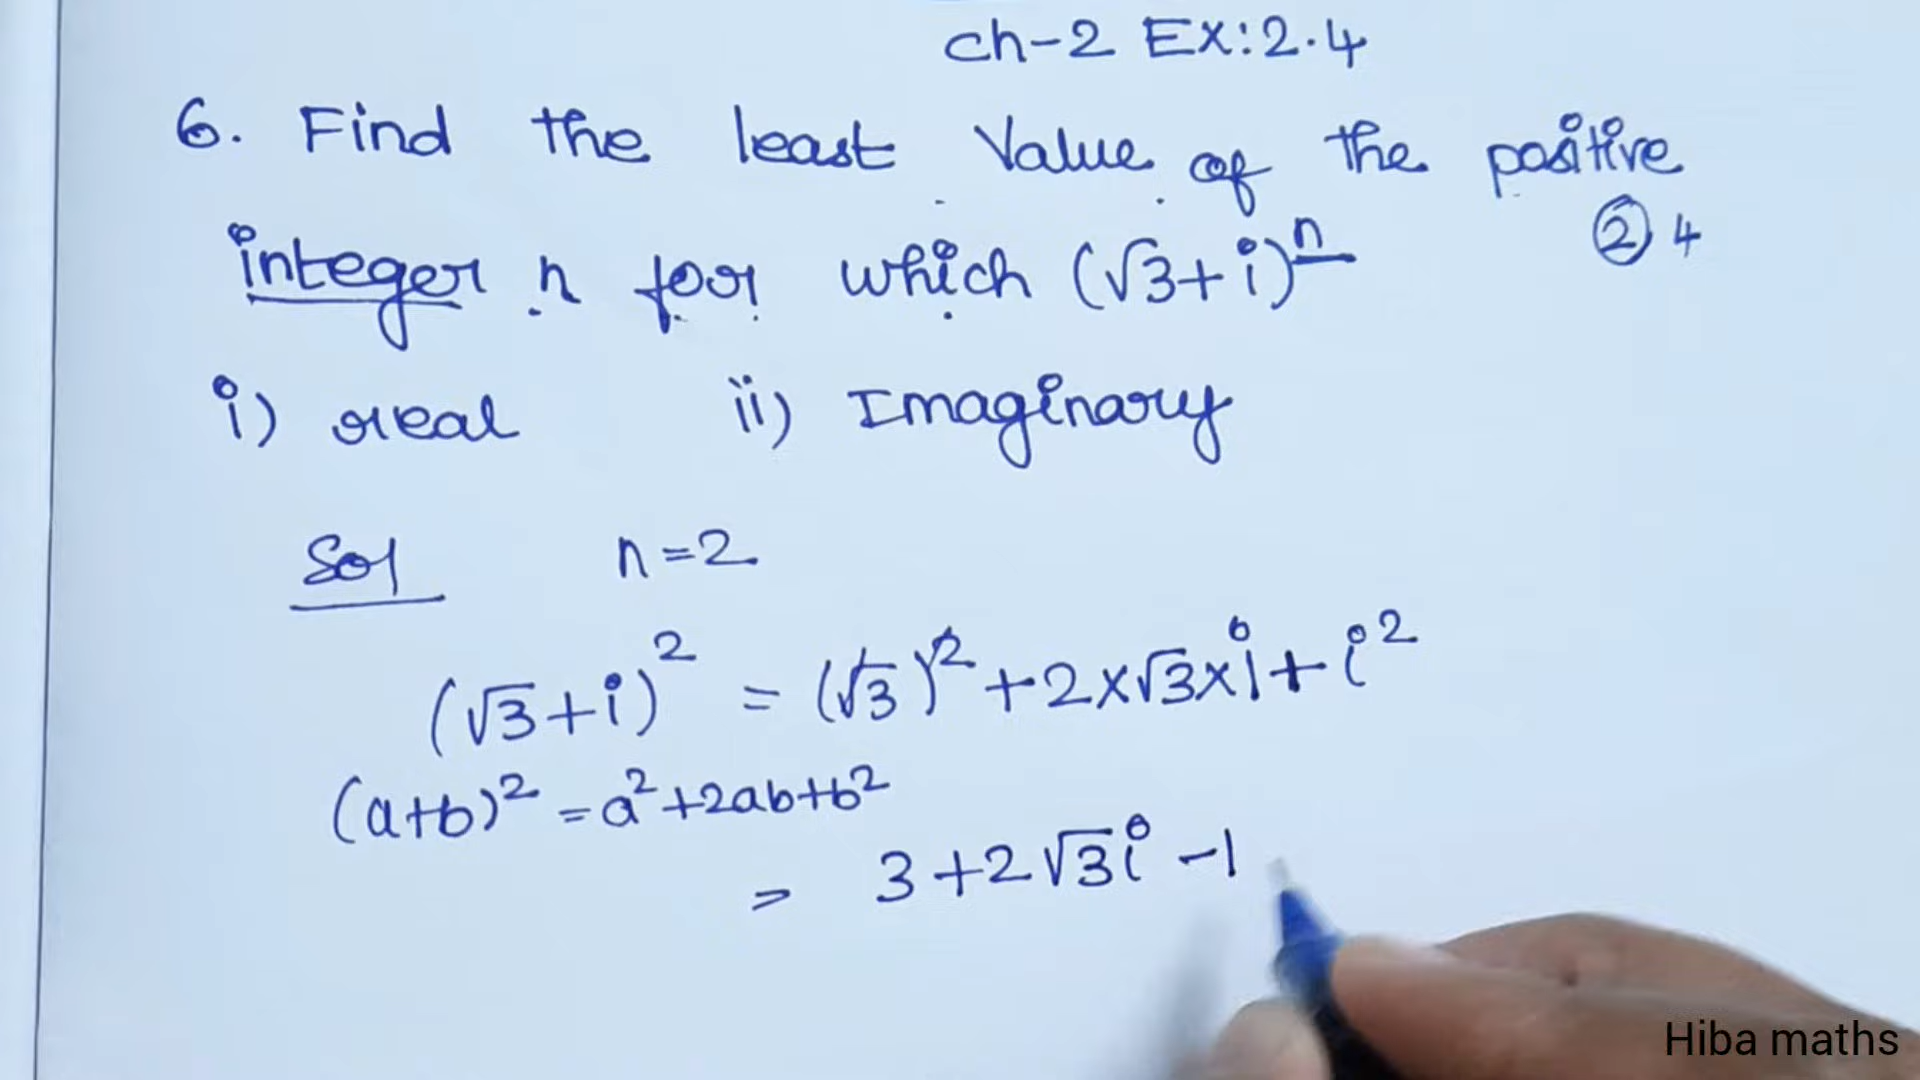 Ch-2 Ex:2.4
6. Find the least Value of the positive
② 4
integer n for which (√3+i)ⁿ
i) real ii) Imaginary
Sol n=2
(√3+i)² = (√3)²+2×√3×i+i²
(a+b)² = a²+2ab+b²
= 3+2√3i-1
Hiba maths